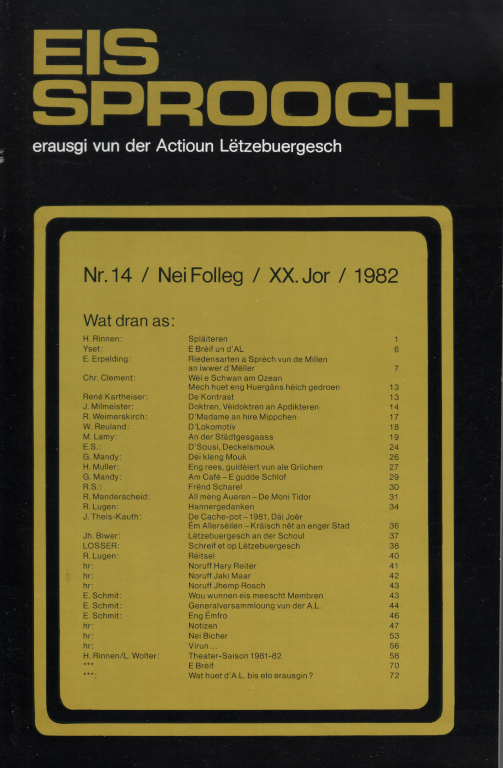 EIS
SPROOCH
erausgi vun der Actioun Lëtzebuergesch
Nr. 14 / Nei Folleg / XX. Jor / 1982
Wat dran as:
H. Rinnen: Spläiteren 1
Yset: E Bréif un d'AL 6
E. Erpelding: Riedensarten a Spréch vun de Millen
an iwwer d'Mëller 7
Chr. Clement: Wéi e Schwan am Ozean
Mech huet eng Huergäns héich gedroen 13
René Kartheiser: De Kontrast 13
J. Milmeister: Doktren, Véidoktren an Apdikteren 14
R. Weimerskirch: D'Madame an hire Mippchen 17
W. Reuland: D'Lokomotiv 18
M. Lamy: An der Städtgesgaass 19
E.S.: D'Sousi, Deckelsmouk 24
G. Mandy: Déi kleng Mouk 26
H. Muller: Eng rees, guidéiert vun ale Griichen 27
G. Mandy: Am Café – E gudde Schlof 29
R.S.: Frënd Scharel 30
R. Manderscheid: All méng Aueren – De Moni Tidor 31
R. Lugen: Hannergedanken 34
J. Theis-Kauth: De Cache-pot – 1981, Däi Joër
Ëm Allerséilen – Kräisch nët an enger Stad 36
Jh. Biwer: Lëtzebuergesch an der Schoul 37
LOSSER: Schreif et op Lëtzebuergesch 38
R. Lugen: Rëtsel 40
hr: Noruff Hary Reiter 41
hr: Noruff Jaki Maar 42
hr: Noruff Jhemp Rosch 43
E. Schmit: Wou wunnen eis meescht Membren 43
E. Schmit: Generalversammloung vun der A.L. 44
E. Schmit: Eng Ëmfro 46
hr: Notizen 47
hr: Nei Bicher 53
hr: Virun... 56
H. Rinnen/L. Wolter: Theater-Saison 1981-82 58
*** E Bréif 70
***: Wat huet d'A.L. bis elo erausgin? 72